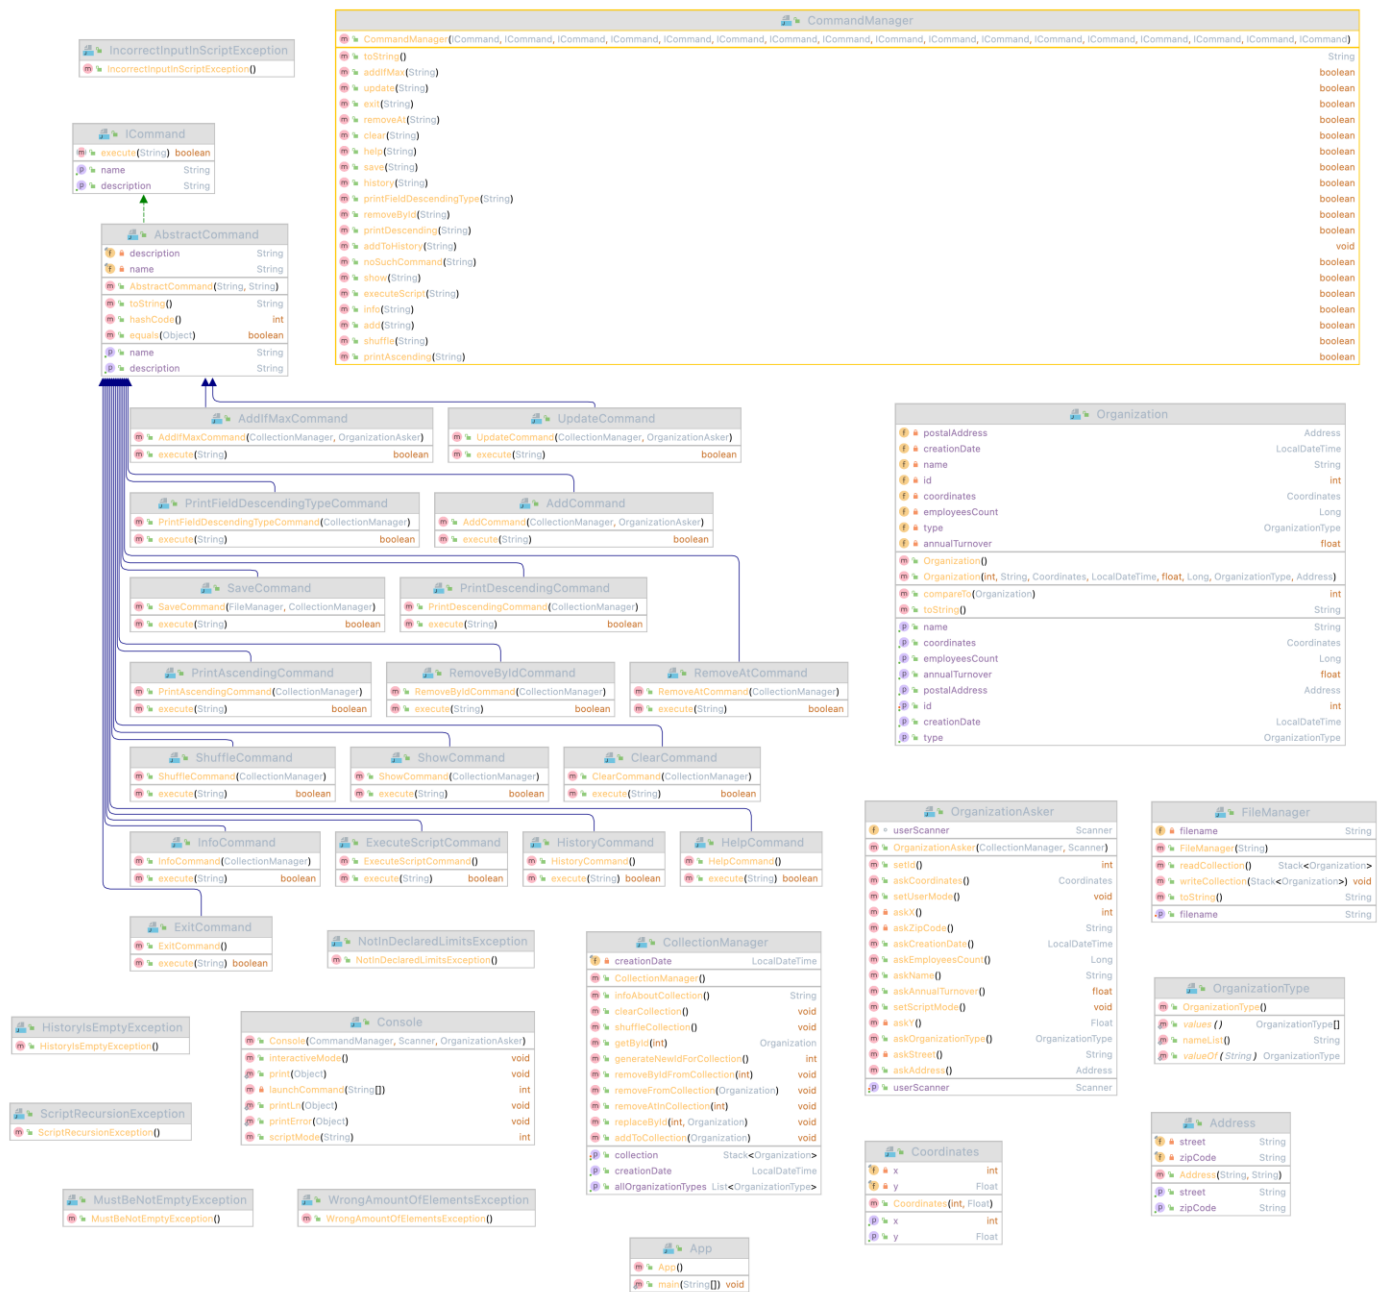 CommandManager
CommandManager(ICommand, ICommand, ICommand, ICommand, ICommand, ICommand, ICommand, ICommand, ICommand, ICommand, ICommand, ICommand, ICommand, ICommand, ICommand, ICommand, ICommand)
toString() String
addIfMax(String) boolean
update(String) boolean
exit(String) boolean
removeAt(String) boolean
clear(String) boolean
help(String) boolean
save(String) boolean
history(String) boolean
printFieldDescendingType(String) boolean
removeById(String) boolean
printDescending(String) boolean
addToHistory(String) void
noSuchCommand(String) boolean
show(String) boolean
executeScript(String) boolean
info(String) boolean
add(String) boolean
shuffle(String) boolean
printAscending(String) boolean
IncorrectInputInScriptException
IncorrectInputInScriptException()
ICommand
execute(String) boolean
name String
description String
AbstractCommand
description String
name String
AbstractCommand(String, String)
toString() String
hashCode() int
equals(Object) boolean
name String
description String
AddIfMaxCommand
AddIfMaxCommand(CollectionManager, OrganizationAsker)
execute(String) boolean
UpdateCommand
UpdateCommand(CollectionManager, OrganizationAsker)
execute(String) boolean
PrintFieldDescendingTypeCommand
PrintFieldDescendingTypeCommand(CollectionManager)
execute(String) boolean
AddCommand
AddCommand(CollectionManager, OrganizationAsker)
execute(String) boolean
SaveCommand
SaveCommand(FileManager, CollectionManager)
execute(String) boolean
PrintDescendingCommand
PrintDescendingCommand(CollectionManager)
execute(String) boolean
PrintAscendingCommand
PrintAscendingCommand(CollectionManager)
execute(String) boolean
RemoveByIdCommand
RemoveByIdCommand(CollectionManager)
execute(String) boolean
RemoveAtCommand
RemoveAtCommand(CollectionManager)
execute(String) boolean
ShuffleCommand
ShuffleCommand(CollectionManager)
execute(String) boolean
ShowCommand
ShowCommand(CollectionManager)
execute(String) boolean
ClearCommand
ClearCommand(CollectionManager)
execute(String) boolean
InfoCommand
InfoCommand(CollectionManager)
execute(String) boolean
ExecuteScriptCommand
ExecuteScriptCommand()
execute(String) boolean
HistoryCommand
HistoryCommand()
execute(String) boolean
HelpCommand
HelpCommand()
execute(String) boolean
ExitCommand
ExitCommand()
execute(String) boolean
Organization
postalAddress Address
creationDate LocalDateTime
name String
id int
coordinates Coordinates
employeesCount Long
type OrganizationType
annualTurnover float
Organization()
Organization(int, String, Coordinates, LocalDateTime, float, Long, OrganizationType, Address)
compareTo(Organization) int
toString() String
name String
coordinates Coordinates
employeesCount Long
annualTurnover float
postalAddress Address
id int
creationDate LocalDateTime
type OrganizationType
OrganizationAsker
userScanner Scanner
OrganizationAsker(CollectionManager, Scanner)
setId() int
askCoordinates() Coordinates
setUserMode() void
askX() int
askZipCode() String
askCreationDate() LocalDateTime
askEmployeesCount() Long
askName() String
askAnnualTurnover() float
setScriptMode() void
askY() Float
askOrganizationType() OrganizationType
askStreet() String
askAddress() Address
userScanner Scanner
FileManager
filename String
FileManager(String)
readCollection() Stack<Organization>
writeCollection(Stack<Organization>) void
toString() String
filename String
NotInDeclaredLimitsException
NotInDeclaredLimitsException()
CollectionManager
creationDate LocalDateTime
CollectionManager()
infoAboutCollection() String
clearCollection() void
shuffleCollection() void
getById(int) Organization
generateNewIdForCollection() int
removeByIdFromCollection(int) void
removeFromCollection(Organization) void
removeAtInCollection(int) void
replaceById(int, Organization) void
addToCollection(Organization) void
collection Stack<Organization>
creationDate LocalDateTime
allOrganizationTypes List<OrganizationType>
OrganizationType
OrganizationType()
values () OrganizationType[]
nameList() String
valueOf (String) OrganizationType
HistoryIsEmptyException
HistoryIsEmptyException()
Console
Console(CommandManager, Scanner, OrganizationAsker)
interactiveMode() void
print(Object) void
launchCommand(String[]) int
printLn(Object) void
printError(Object) void
scriptMode(String) int
ScriptRecursionException
ScriptRecursionException()
Address
street String
zipCode String
Address(String, String)
street String
zipCode String
Coordinates
x int
y Float
Coordinates(int, Float)
x int
y Float
MustBeNotEmptyException
MustBeNotEmptyException()
WrongAmountOfElementsException
WrongAmountOfElementsException()
App
App()
main(String[]) void